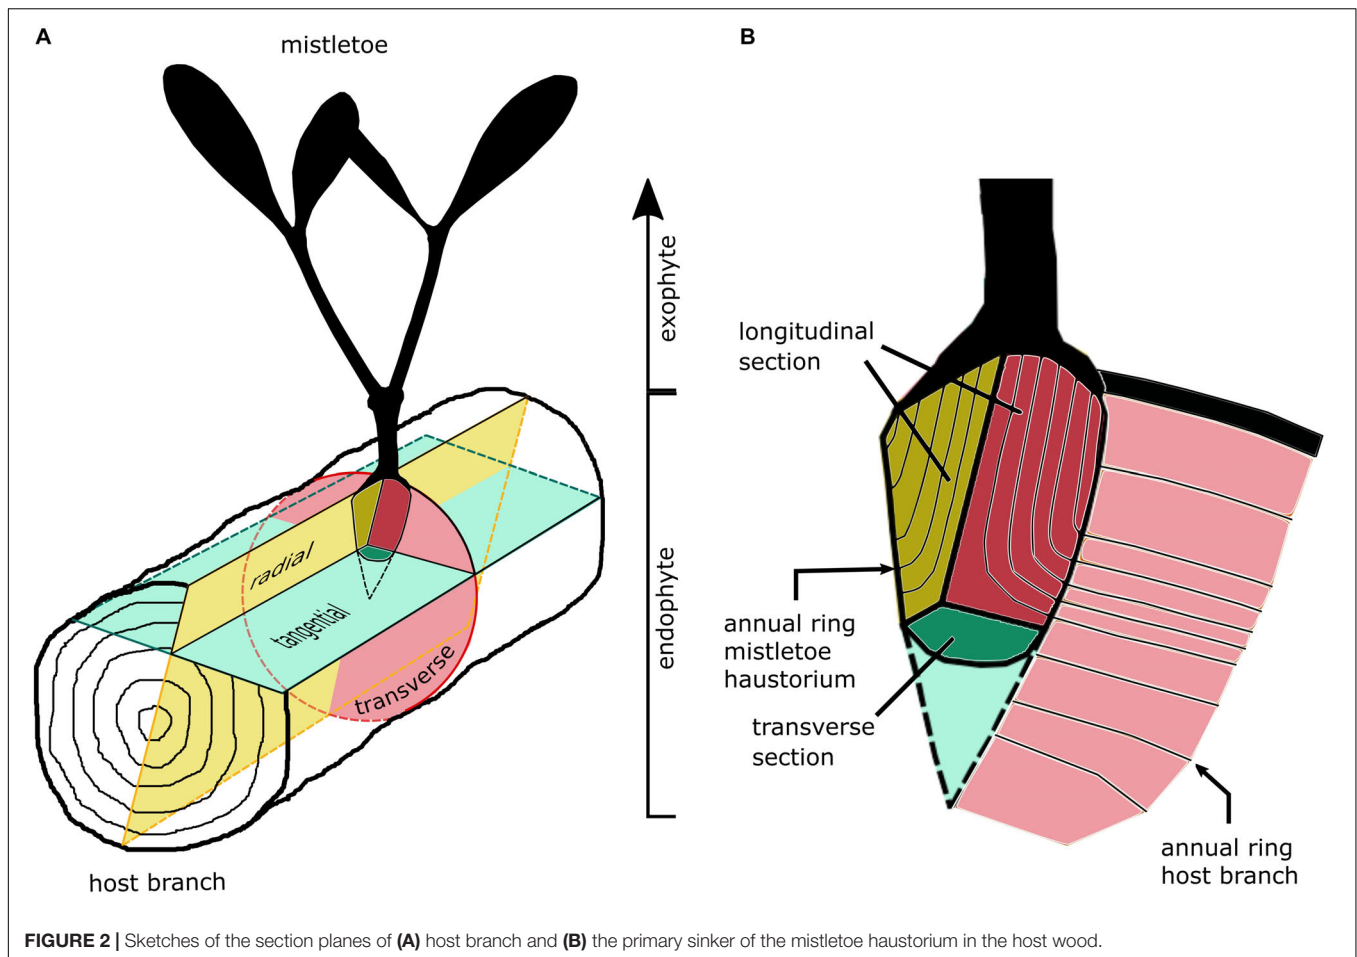 A
mistletoe
exophyte
endophyte
radial
tangential
transverse
host branch
B
longitudinal
section
annual ring
mistletoe
haustorium
transverse
section
annual ring
host branch
FIGURE 2 | Sketches of the section planes of (A) host branch and (B) the primary sinker of the mistletoe haustorium in the host wood.